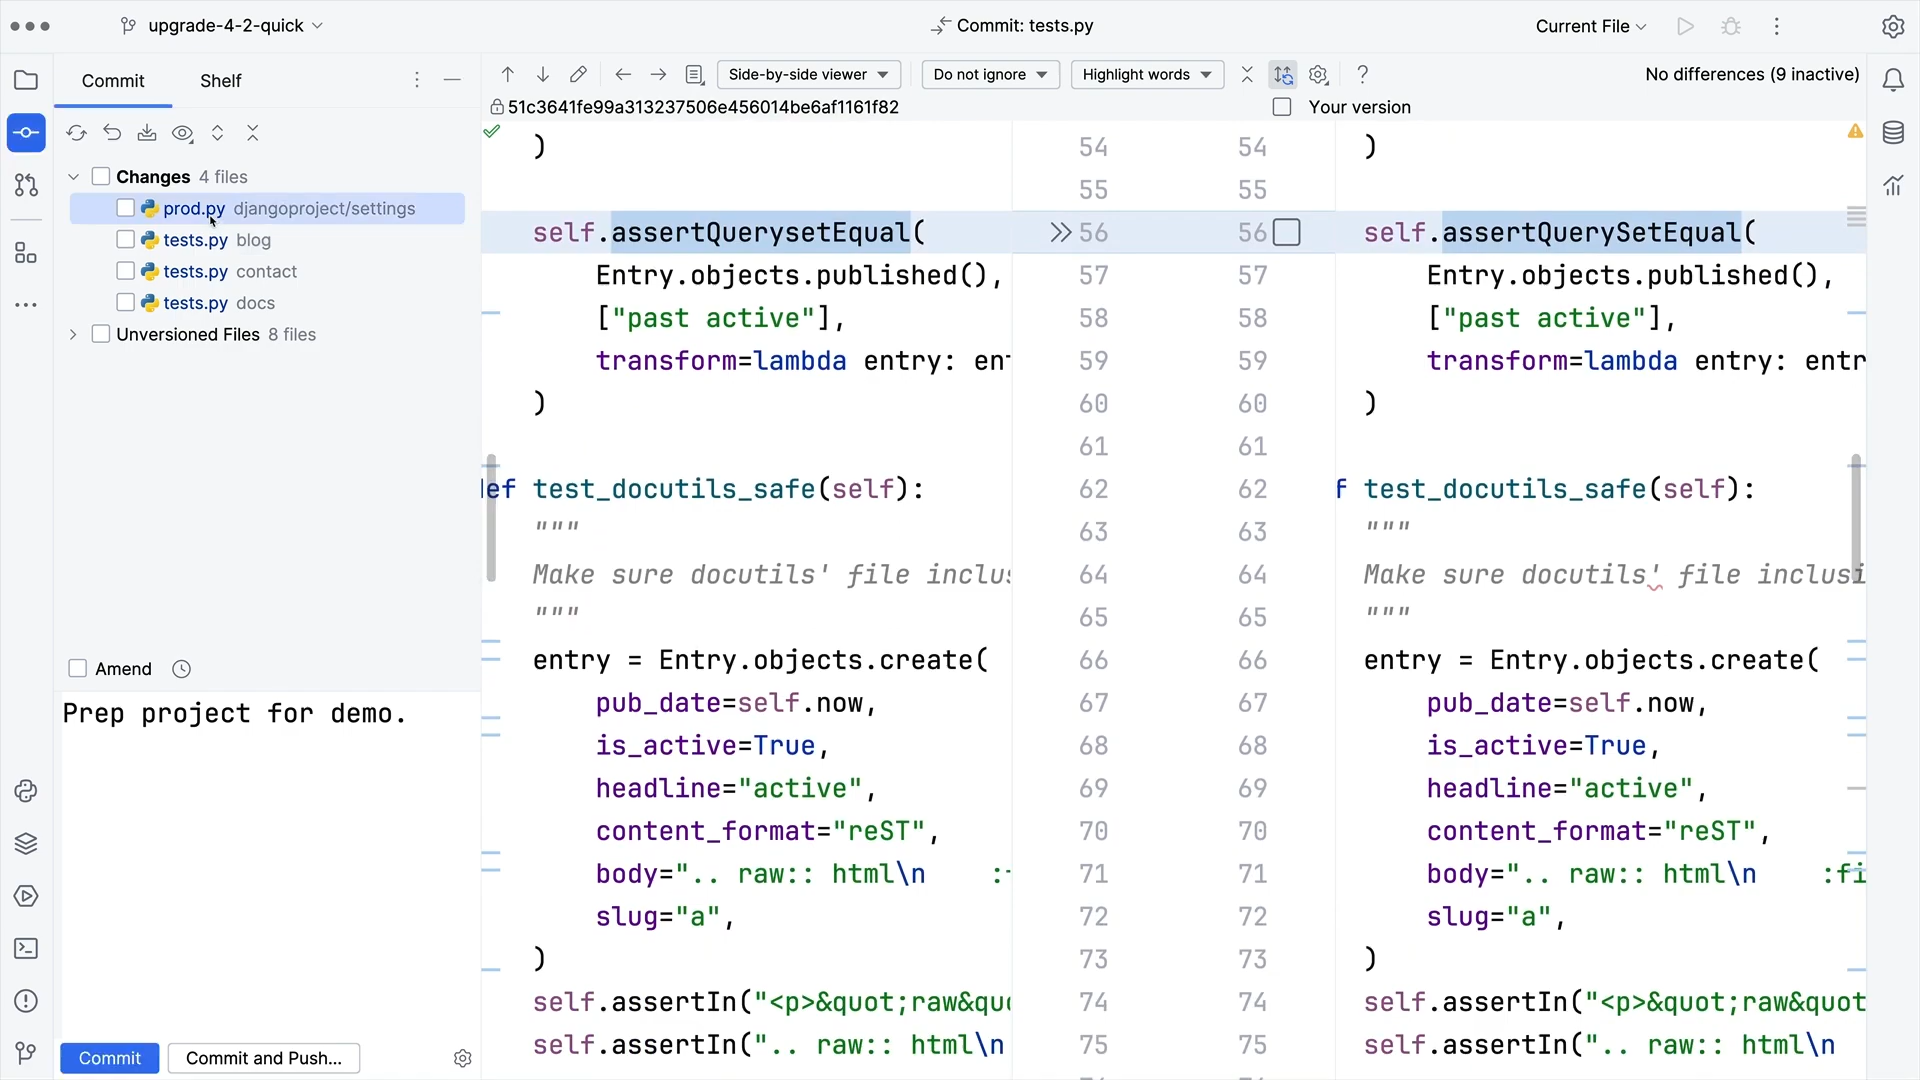 upgrade-4-2-quick
Commit: tests.py
Current File
Commit Shelf
Side-by-side viewer Do not ignore Highlight words ? No differences (9 inactive)
51c3641fe99a313237506e456014be6af1161f82 Your version
Changes 4 files
prod.py djangoproject/settings
tests.py blog
tests.py contact
tests.py docs
Unversioned Files 8 files
Amend
Prep project for demo.
Commit Commit and Push...
) 54 54 )
55 55
self.assertQuerysetEqual( 56 56 self.assertQuerySetEqual(
Entry.objects.published(), 57 57 Entry.objects.published(),
["past active"], 58 58 ["past active"],
transform=lambda entry: en 59 59 transform=lambda entry: entr
) 60 60 )
61 61
ef test_docutils_safe(self): 62 62 f test_docutils_safe(self):
""" 63 63 """
Make sure docutils' file inclus 64 64 Make sure docutils' file inclusi
""" 65 65 """
entry = Entry.objects.create( 66 66 entry = Entry.objects.create(
pub_date=self.now, 67 67 pub_date=self.now,
is_active=True, 68 68 is_active=True,
headline="active", 69 69 headline="active",
content_format="reST", 70 70 content_format="reST",
body=".. raw:: html\n : 71 71 body=".. raw:: html\n :fi
slug="a", 72 72 slug="a",
) 73 73 )
self.assertIn("<p>&quot;raw&quo 74 74 self.assertIn("<p>&quot;raw&quot
self.assertIn(".. raw:: html\n 75 75 self.assertIn(".. raw:: html\n